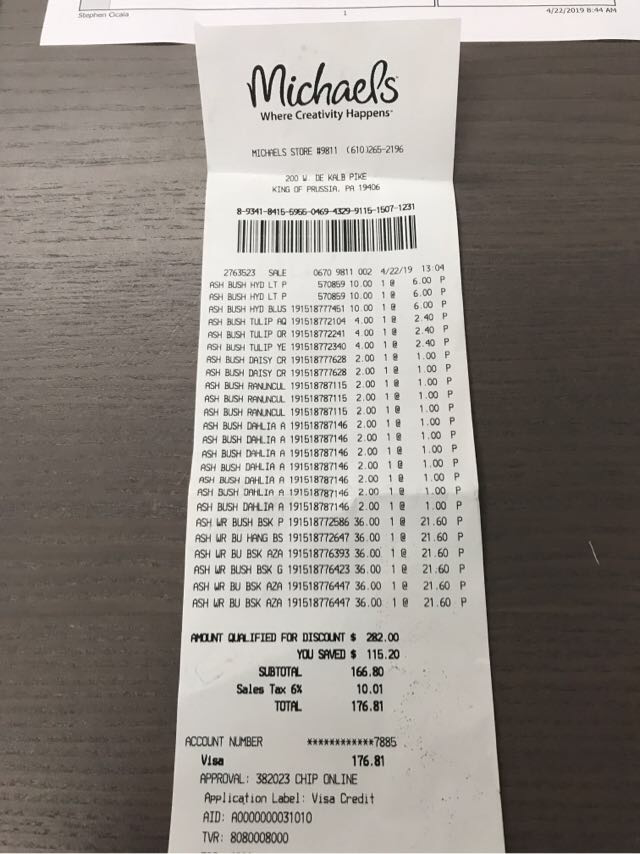 Stephen Cicala
1
4/22/2019 8:44 AM
Michaels
Where Creativity Happens™
MICHAELS STORE #9811 (610)265-2196
200 W. DE KALB PIKE
KING OF PRUSSIA, PA 19406
8-9341-8415-5955-0469-4329-9115-1507-1231
2763523 SALE 0670 9811 002 4/22/19 13:04
ASH BUSH HYD LT P 570859 10.00 1 @ 6.00 P
ASH BUSH HYD LT P 570859 10.00 1 @ 6.00 P
ASH BUSH HYD BLUS 191518777451 10.00 1 @ 6.00 P
ASH BUSH TULIP AQ 191518772104 4.00 1 @ 2.40 P
ASH BUSH TULIP OR 191518772241 4.00 1 @ 2.40 P
ASH BUSH TULIP YE 191518772340 4.00 1 @ 2.40 P
ASH BUSH DAISY CR 191518777628 2.00 1 @ 1.00 P
ASH BUSH DAISY CR 191518777628 2.00 1 @ 1.00 P
ASH BUSH RANUNCUL 191518787115 2.00 1 @ 1.00 P
ASH BUSH RANUNCUL 191518787115 2.00 1 @ 1.00 P
ASH BUSH RANUNCUL 191518787115 2.00 1 @ 1.00 P
ASH BUSH DAHLIA A 191518787146 2.00 1 @ 1.00 P
ASH BUSH DAHLIA A 191518787146 2.00 1 @ 1.00 P
ASH BUSH DAHLIA A 191518787146 2.00 1 @ 1.00 P
ASH BUSH DAHLIA A 191518787146 2.00 1 @ 1.00 P
ASH BUSH DAHLIA A 191518787146 2.00 1 @ 1.00 P
ASH BUSH DAHLIA A 191518787146 2.00 1 @ 1.00 P
ASH BUSH DAHLIA A 191518787146 2.00 1 @ 1.00 P
ASH WR BUSH BSK P 191518772586 36.00 1 @ 21.60 P
ASH WR BU HANG BS 191518772647 36.00 1 @ 21.60 P
ASH WR BU BSK AZA 191518776393 36.00 1 @ 21.60 P
ASH WR BUSH BSK G 191518776423 36.00 1 @ 21.60 P
ASH WR BU BSK AZA 191518776447 36.00 1 @ 21.60 P
ASH WR BU BSK AZA 191518776447 36.00 1 @ 21.60 P
AMOUNT QUALIFIED FOR DISCOUNT $ 282.00
YOU SAVED $ 115.20
SUBTOTAL 166.80
Sales Tax 6% 10.01
TOTAL 176.81
ACCOUNT NUMBER ************7885
Visa 176.81
APPROVAL: 382023 CHIP ONLINE
Application Label: Visa Credit
AID: A0000000031010
TVR: 8080008000